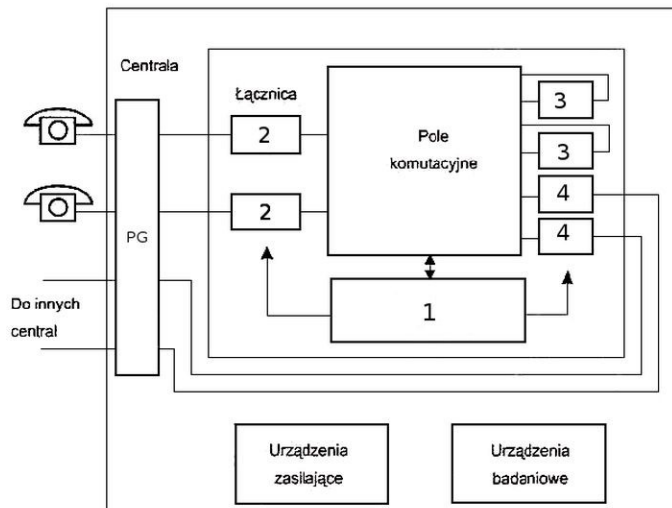 Centrala
Łącznica
2
Pole
komutacyjne
3
3
2
4
4
PG
1
Do innych
central
Urządzenia
zasilające
Urządzenia
badaniowe